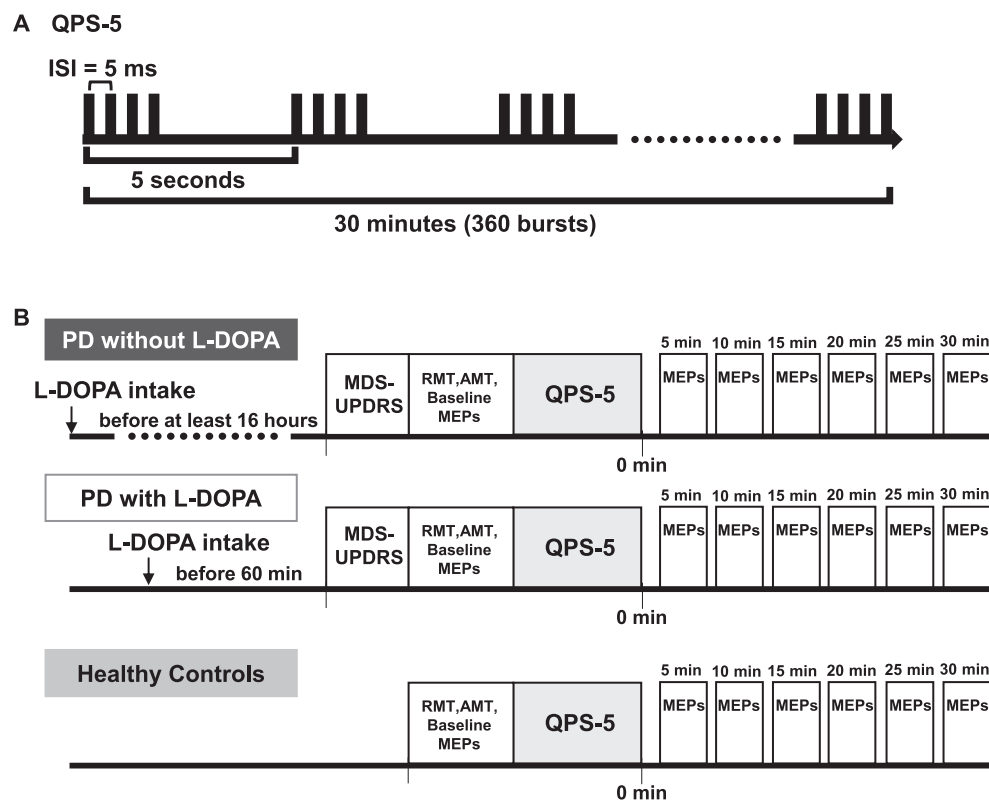 A QPS-5
ISI = 5 ms
5 seconds
30 minutes (360 bursts)
B
PD without L-DOPA
L-DOPA intake
before at least 16 hours
MDS-
UPDRS
RMT,AMT,
Baseline
MEPs
QPS-5
5 min 10 min 15 min 20 min 25 min 30 min
MEPs MEPs MEPs MEPs MEPs MEPs
0 min
PD with L-DOPA
L-DOPA intake
before 60 min
MDS-
UPDRS
RMT,AMT,
Baseline
MEPs
QPS-5
5 min 10 min 15 min 20 min 25 min 30 min
MEPs MEPs MEPs MEPs MEPs MEPs
0 min
Healthy Controls
RMT,AMT,
Baseline
MEPs
QPS-5
5 min 10 min 15 min 20 min 25 min 30 min
MEPs MEPs MEPs MEPs MEPs MEPs
0 min